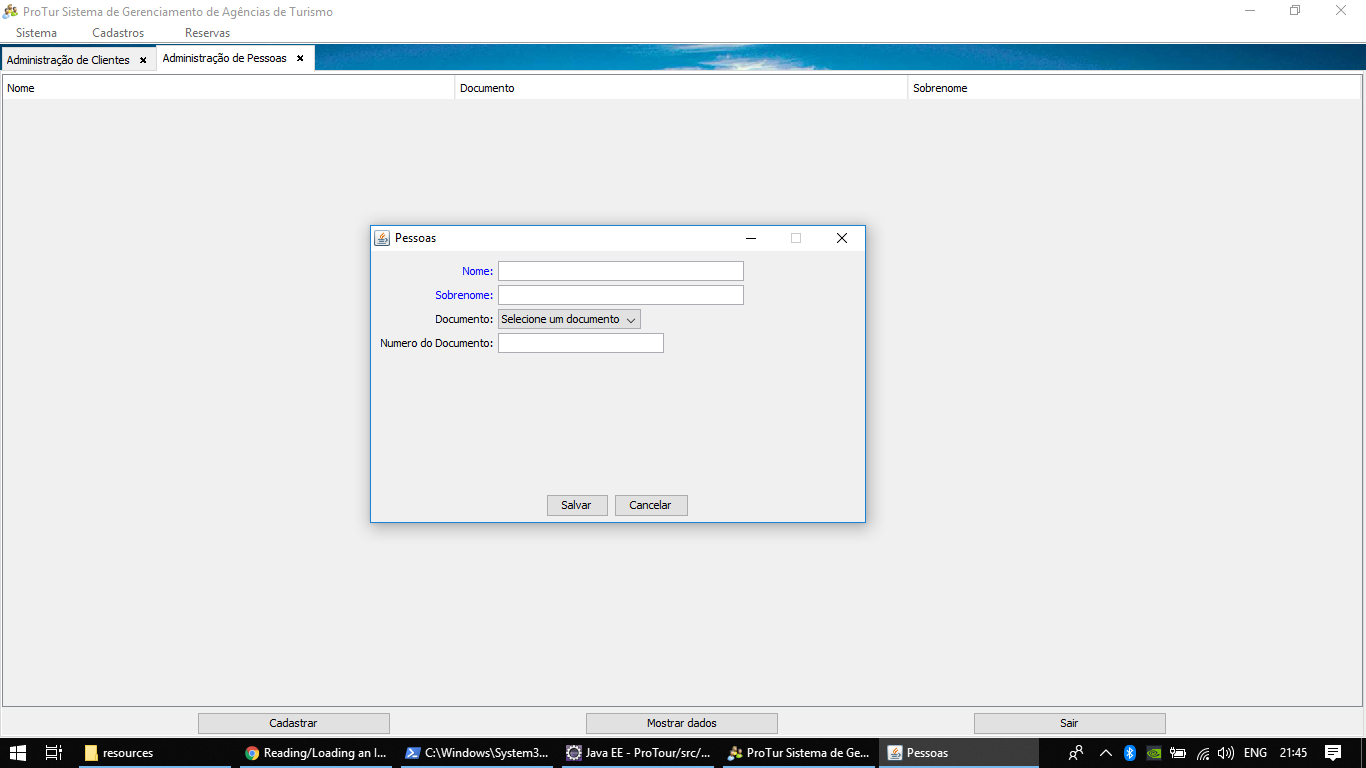 ProTur Sistema de Gerenciamento de Agências de Turismo
Sistema Cadastros Reservas
Administração de Clientes Administração de Pessoas
Nome Documento Sobrenome
Pessoas
Nome:
Sobrenome:
Documento: Selecione um documento
Numero do Documento:
Salvar Cancelar
Cadastrar Mostrar dados Sair
resources Reading/Loading an I... C:\Windows\System3... Java EE - ProTour/src/... ProTur Sistema de Ge... Pessoas ENG 21:45